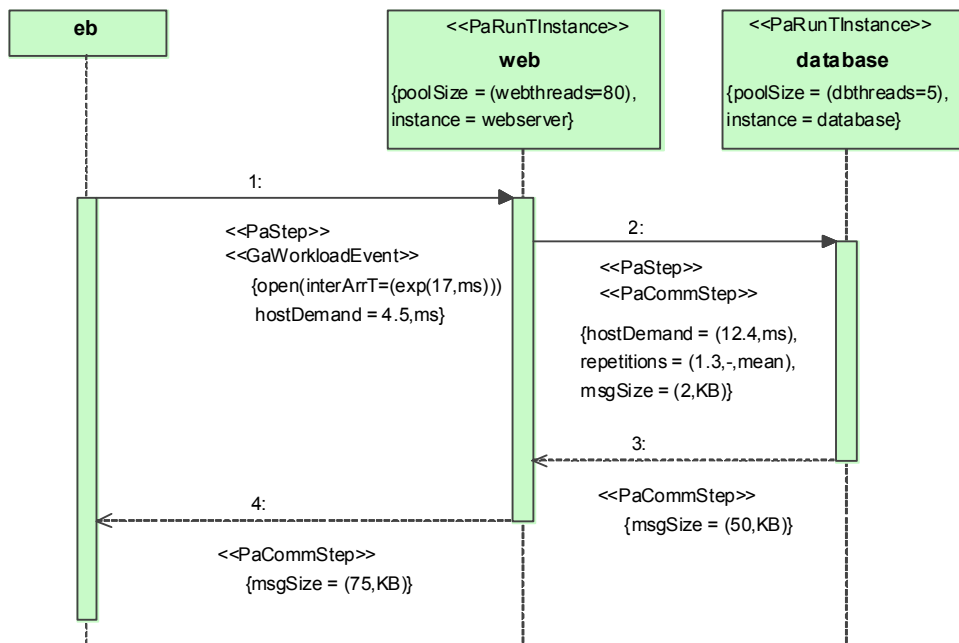 eb
<<PaRunTInstance>>
web
{poolSize = (webthreads=80),
instance = webserver}
<<PaRunTInstance>>
database
{poolSize = (dbthreads=5),
instance = database}
1:
<<PaStep>>
<<GaWorkloadEvent>>
{open(interArrT=(exp(17,ms)))
hostDemand = 4.5,ms}
2:
<<PaStep>>
<<PaCommStep>>
{hostDemand = (12.4,ms),
repetitions = (1.3,-,mean),
msgSize = (2,KB)}
3:
<<PaCommStep>>
{msgSize = (50,KB)}
4:
<<PaCommStep>>
{msgSize = (75,KB)}